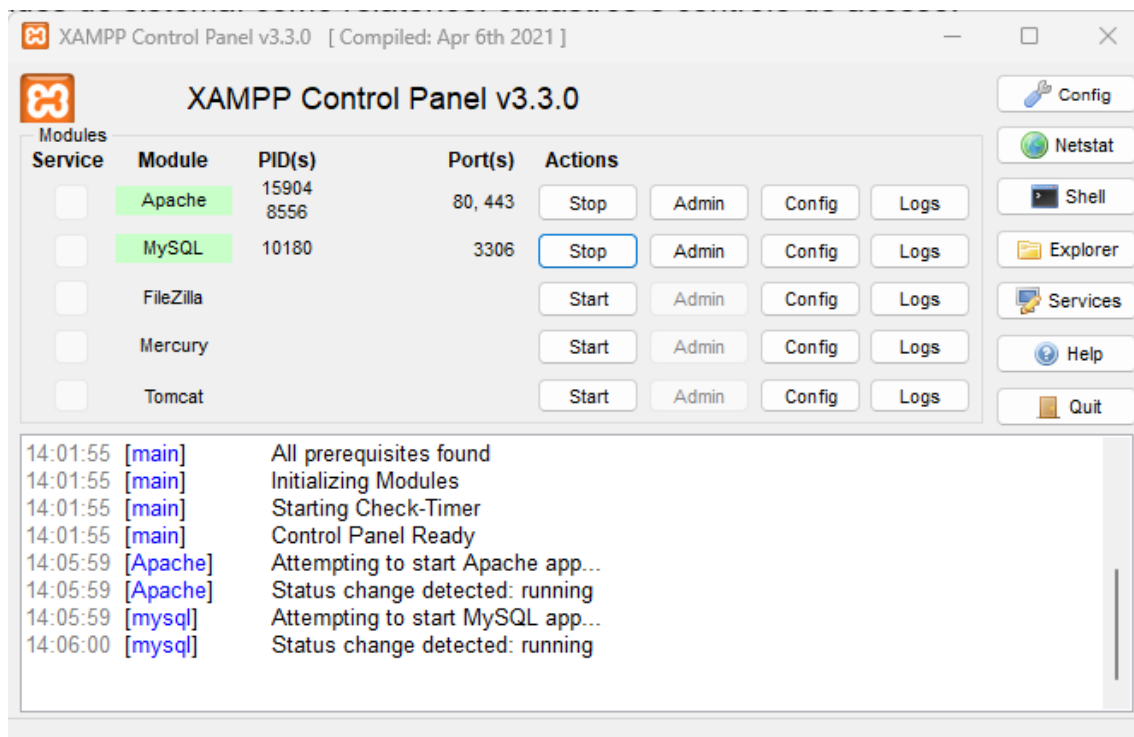 XAMPP Control Panel v3.3.0 [ Compiled: Apr 6th 2021 ]
XAMPP Control Panel v3.3.0
Config
Modules
Service Module PID(s) Port(s) Actions
Netstat
Apache 15904 8556 80, 443 Stop Admin Config Logs
Shell
MySQL 10180 3306 Stop Admin Config Logs
Explorer
FileZilla Start Admin Config Logs
Services
Mercury Start Admin Config Logs
Help
Tomcat Start Admin Config Logs
Quit
14:01:55 [main] All prerequisites found
14:01:55 [main] Initializing Modules
14:01:55 [main] Starting Check-Timer
14:01:55 [main] Control Panel Ready
14:05:59 [Apache] Attempting to start Apache app...
14:05:59 [Apache] Status change detected: running
14:05:59 [mysql] Attempting to start MySQL app...
14:06:00 [mysql] Status change detected: running